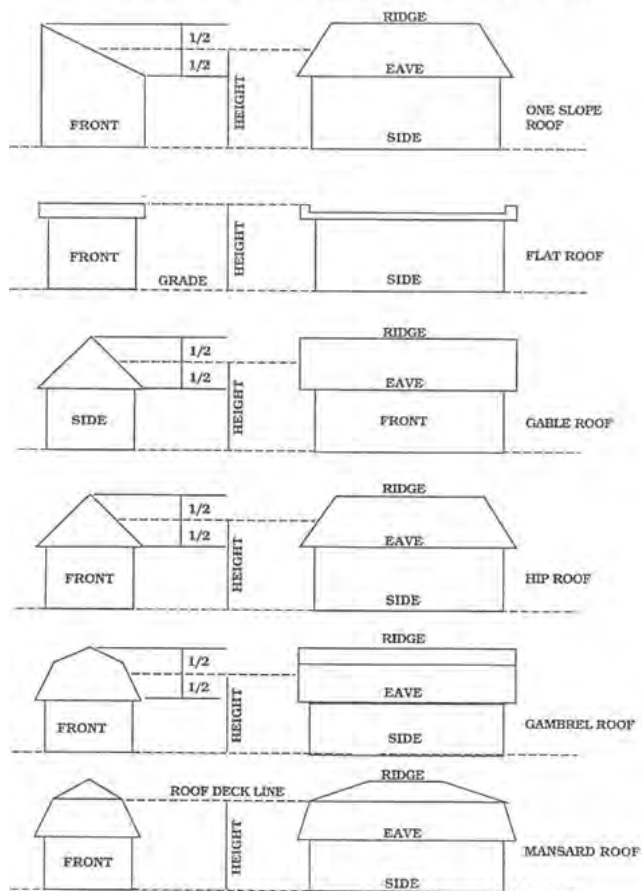 RIDGE
1/2
1/2
HEIGHT
EAVE
FRONT
SIDE
ONE SLOPE
ROOF
FRONT
HEIGHT
GRADE
SIDE
FLAT ROOF
RIDGE
1/2
1/2
HEIGHT
EAVE
SIDE
FRONT
GABLE ROOF
RIDGE
1/2
1/2
HEIGHT
EAVE
FRONT
SIDE
HIP ROOF
RIDGE
1/2
1/2
HEIGHT
EAVE
FRONT
SIDE
GAMBREL ROOF
RIDGE
ROOF DECK LINE
HEIGHT
EAVE
FRONT
SIDE
MANSARD ROOF